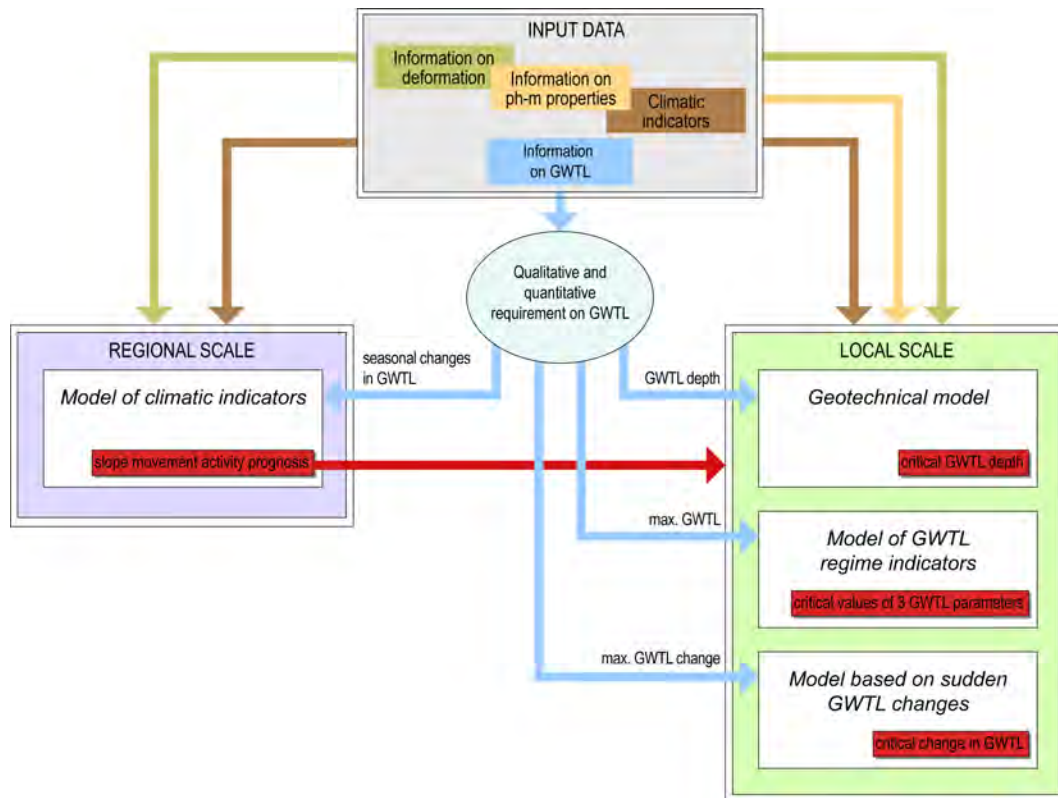 INPUT DATA
Information on
deformation
Information on
ph-m properties
Climatic
indicators
Information
on GWTL
Qualitative and
quantitative
requirement on GWTL
REGIONAL SCALE
Model of climatic indicators
slope movement activity prognosis
seasonal changes
in GWTL
GWTL depth
max. GWTL
max. GWTL change
LOCAL SCALE
Geotechnical model
critical GWTL depth
Model of GWTL
regime indicators
critical values of 3 GWTL parameters
Model based on sudden
GWTL changes
critical change in GWTL